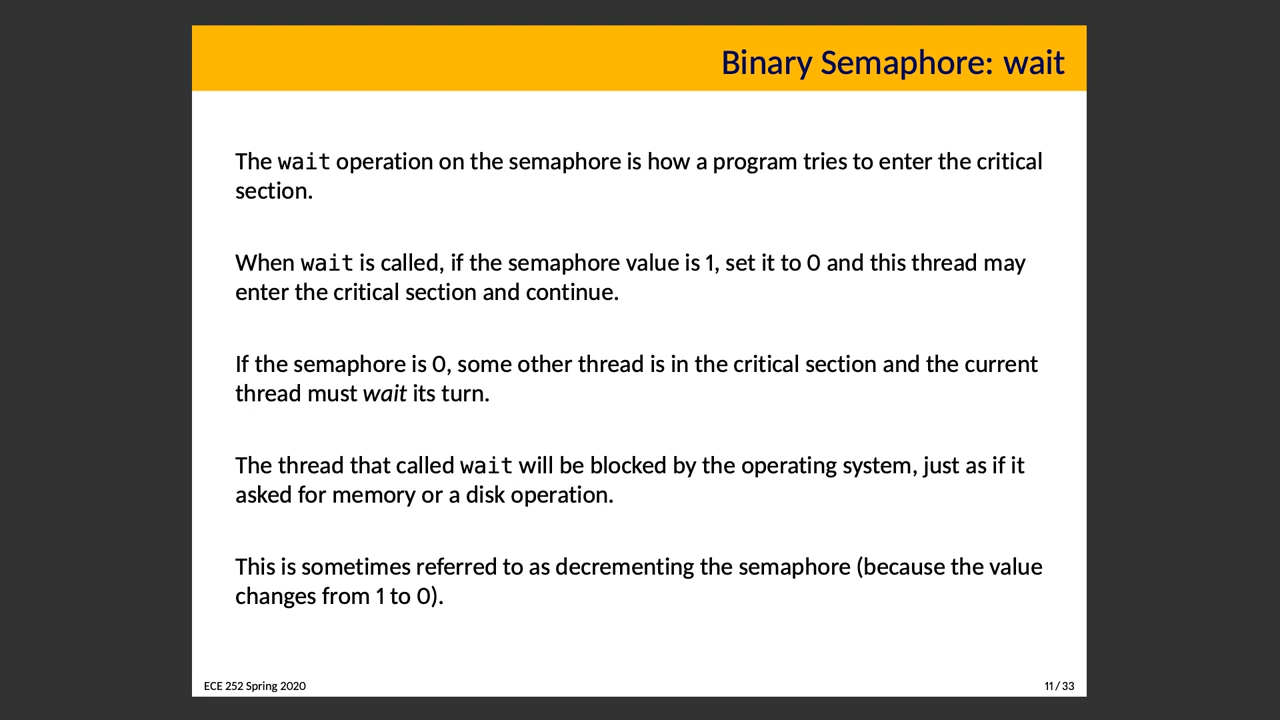 Binary Semaphore: wait
The wait operation on the semaphore is how a program tries to enter the critical
section.
When wait is called, if the semaphore value is 1, set it to 0 and this thread may
enter the critical section and continue.
If the semaphore is 0, some other thread is in the critical section and the current
thread must wait its turn.
The thread that called wait will be blocked by the operating system, just as if it
asked for memory or a disk operation.
This is sometimes referred to as decrementing the semaphore (because the value
changes from 1 to 0).
ECE 252 Spring 2020
11 / 33